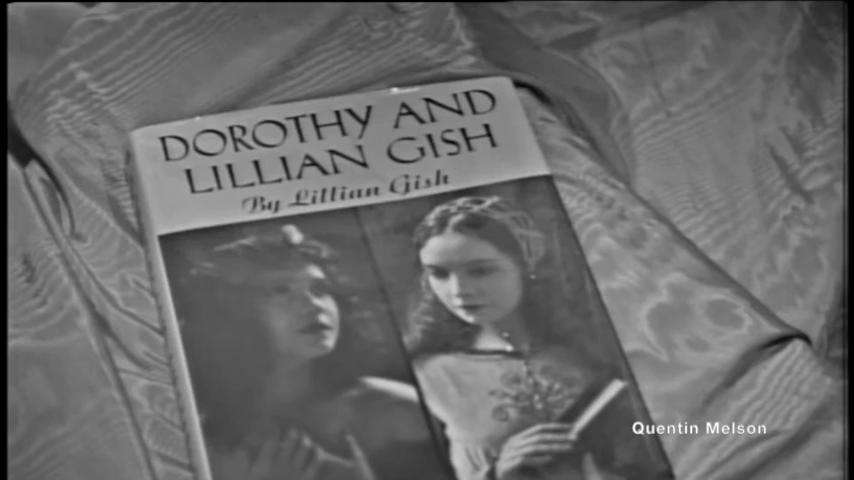 DOROTHY AND
LILLIAN GISH
By Lillian Gish
Quentin Melson